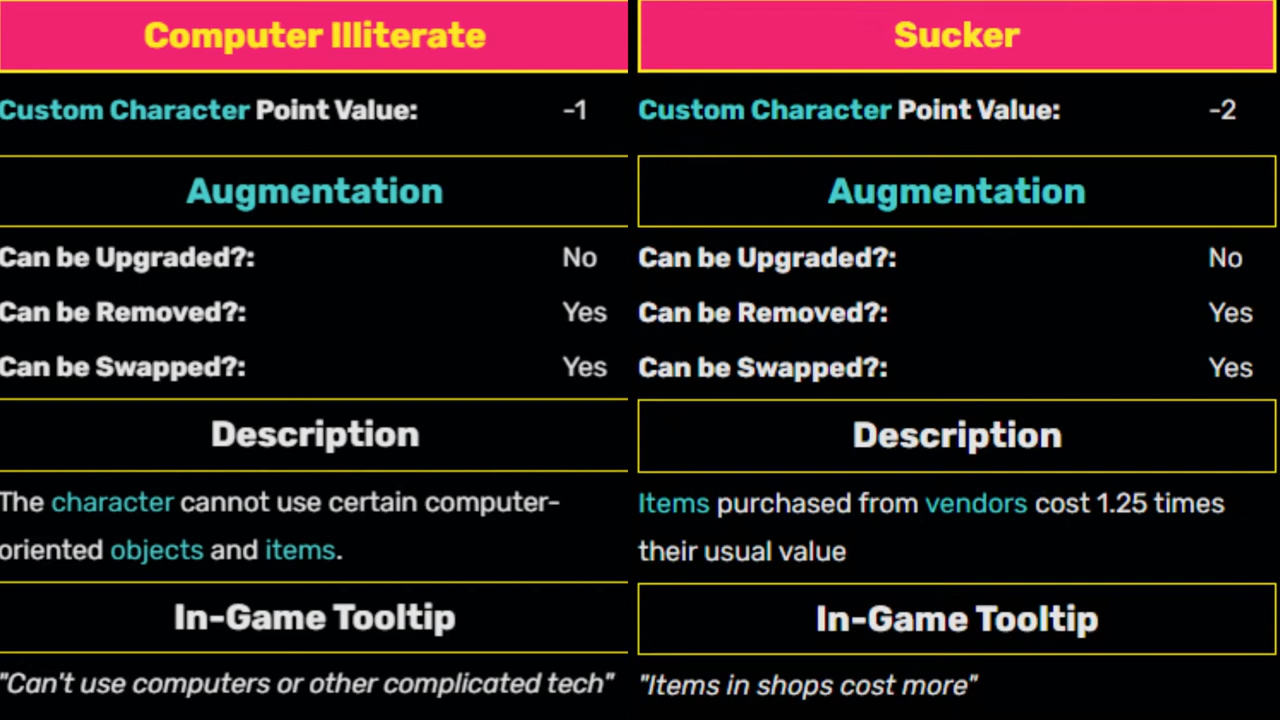 Computer Illiterate
Custom Character Point Value: -1
Augmentation
Can be Upgraded?: No
Can be Removed?: Yes
Can be Swapped?: Yes
Description
The character cannot use certain computer-
oriented objects and items.
In-Game Tooltip
"Can't use computers or other complicated tech"
Sucker
Custom Character Point Value: -2
Augmentation
Can be Upgraded?: No
Can be Removed?: Yes
Can be Swapped?: Yes
Description
Items purchased from vendors cost 1.25 times
their usual value
In-Game Tooltip
"Items in shops cost more"